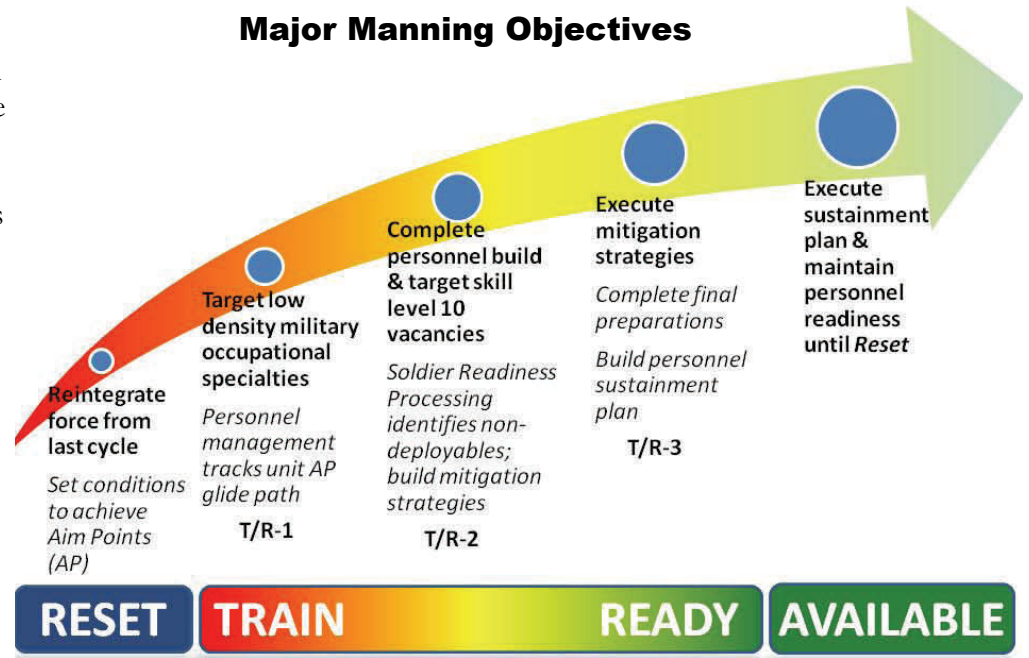 Major Manning Objectives
e
s
Reintegrate
force from
last cycle
Set conditions
to achieve
Aim Points
(AP)
Target low
density military
occupational
specialties
Personnel
management
tracks unit AP
glide path
T/R-1
Complete
personnel build
& target skill
level 10
vacancies
Soldier Readiness
Processing
identifies non-
deployables;
build mitigation
strategies
T/R-2
Execute
mitigation
strategies
Complete final
preparations
Build personnel
sustainment
plan
T/R-3
Execute
sustainment
plan &
maintain
personnel
readiness
until Reset
RESET
TRAIN
READY
AVAILABLE